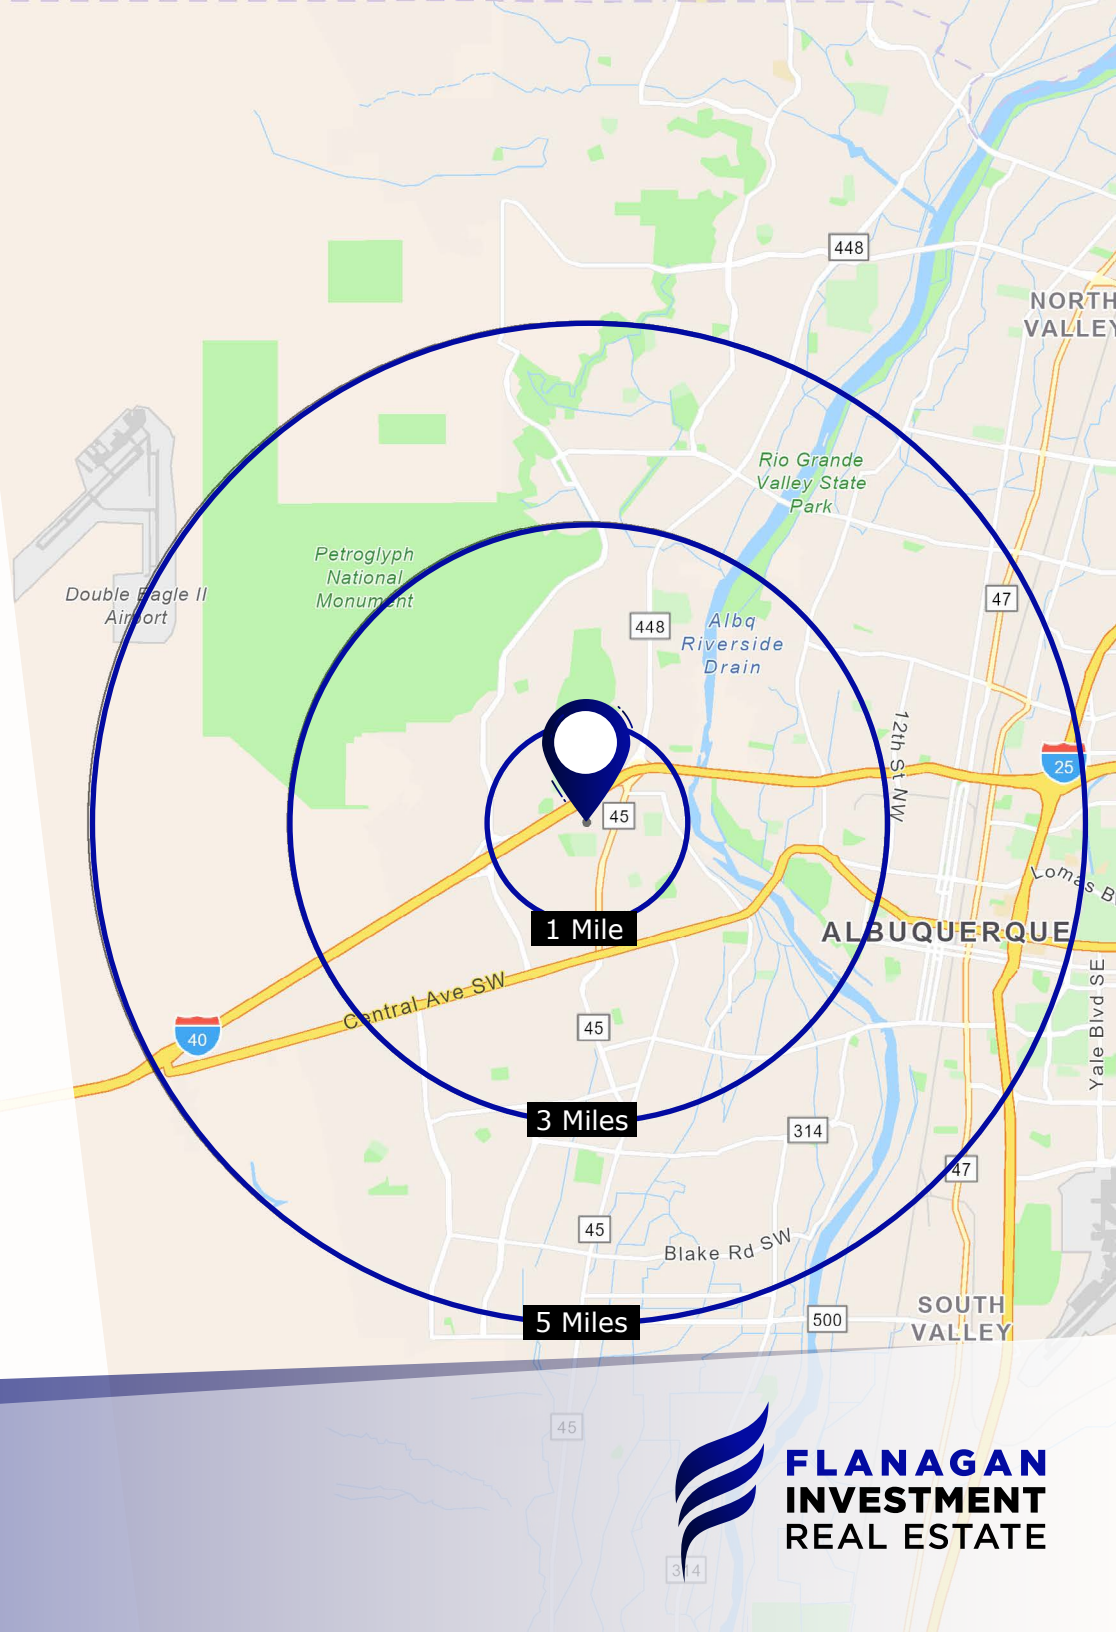 448
NORTH
VALLEY
Rio Grande
Valley State
Park
Petroglyph
National
Monument
Double Eagle II
Airport
47
448
Albq
Riverside
Drain
12th St NW
25
45
Lomas B
1 Mile
ALBUQUERQUE
Central Ave SW
Yale Blvd SE
40
45
3 Miles
314
47
45
Blake Rd SW
5 Miles
500
SOUTH
VALLEY
45
FLANAGAN
INVESTMENT
REAL ESTATE
314